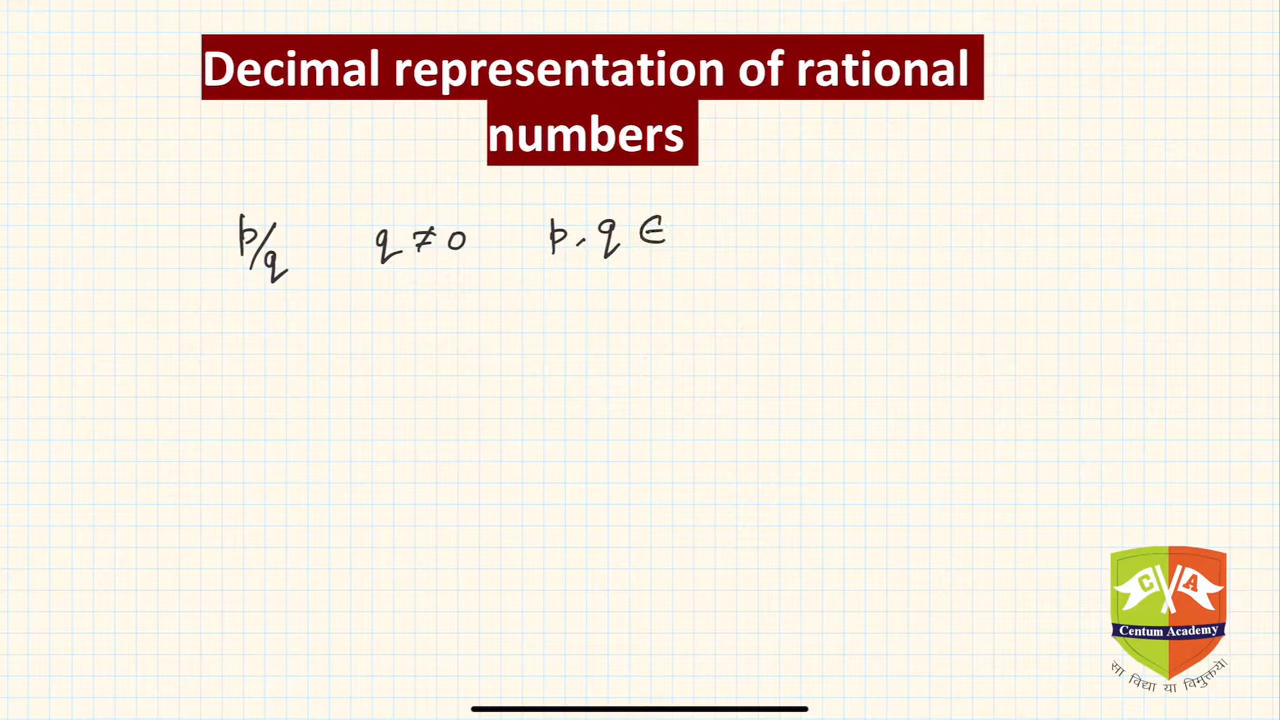 Decimal representation of rational
numbers
p/q q ≠ 0 p, q ∈
C A
Centum Academy
सा विद्या या विमुक्तये